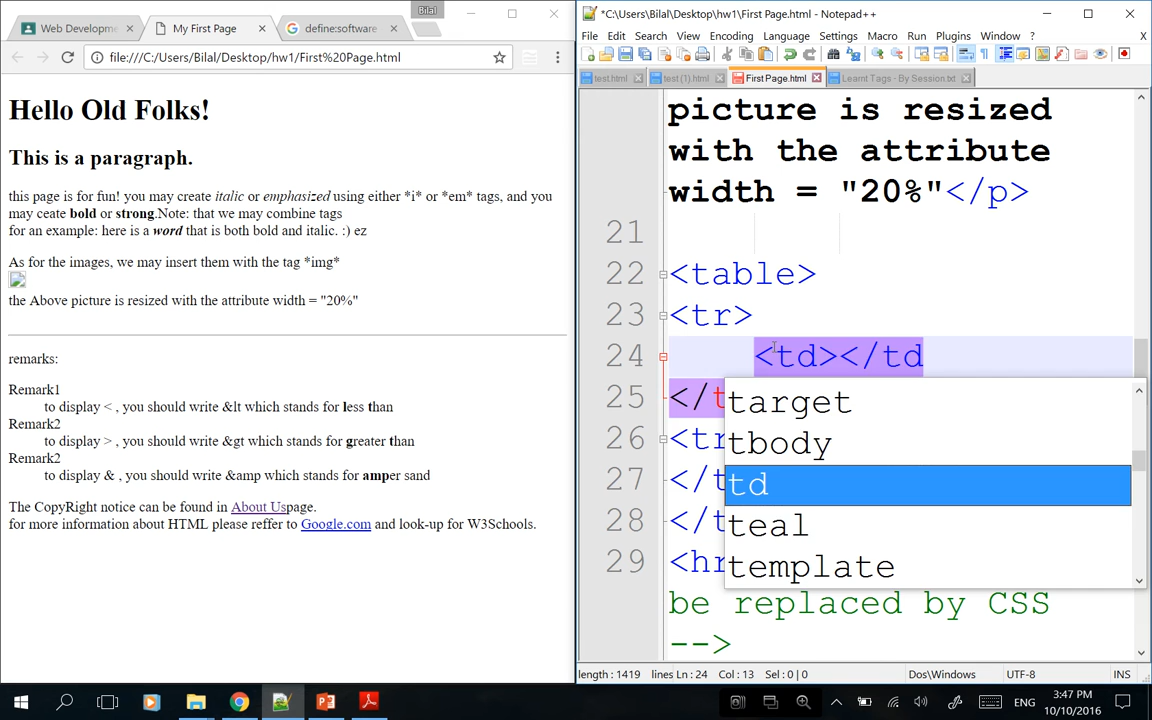 Bilal
Web Developmen
My First Page
define:software
file:///C:/Users/Bilal/Desktop/hw1/First%20Page.html
Hello Old Folks!
This is a paragraph.
this page is for fun! you may create italic or emphasized using either *i* or *em* tags, and you
may ceate bold or strong.Note: that we may combine tags
for an example: here is a word that is both bold and italic. :) ez
As for the images, we may insert them with the tag *img*
the Above picture is resized with the attribute width = "20%"
remarks:
Remark1
to display < , you should write &lt which stands for less than
Remark2
to display > , you should write &gt which stands for greater than
Remark2
to display & , you should write &amp which stands for amper sand
The CopyRight notice can be found in About Uspage.
for more information about HTML please reffer to Google.com and look-up for W3Schools.
*C:\Users\Bilal\Desktop\hw1\First Page.html - Notepad++
File Edit Search View Encoding Language Settings Macro Run Plugins Window ?
test.html test (1).html First Page.html Learnt Tags - By Session.txt
picture is resized
with the attribute
width = "20%"</p>
21
22 <table>
23 <tr>
24 <td></td
25 </t
26 <tr
27 </t
28 </t
29 <hr
target
tbody
td
teal
template
be replaced by CSS
-->
length : 1419 lines Ln : 24 Col : 13 Sel : 0 | 0 Dos\Windows UTF-8 INS
ENG
3:47 PM
10/10/2016